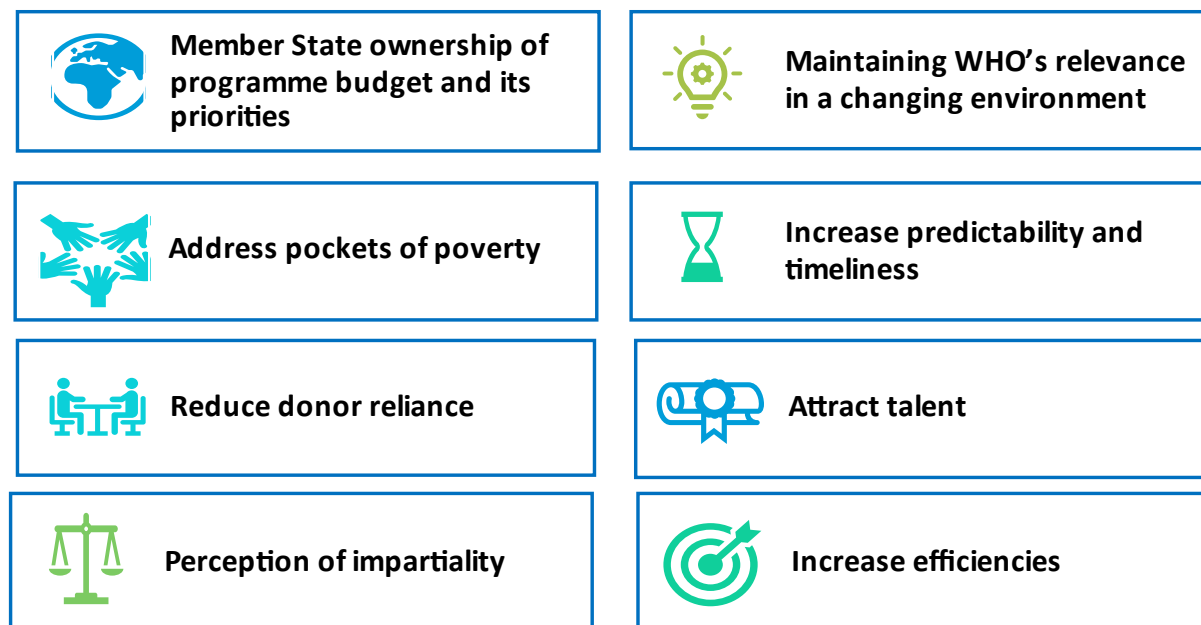 Member State ownership of
programme budget and its
priorities
Maintaining WHO’s relevance
in a changing environment
Address pockets of poverty
Increase predictability and
timeliness
Reduce donor reliance
Attract talent
Perception of impartiality
Increase efficiencies